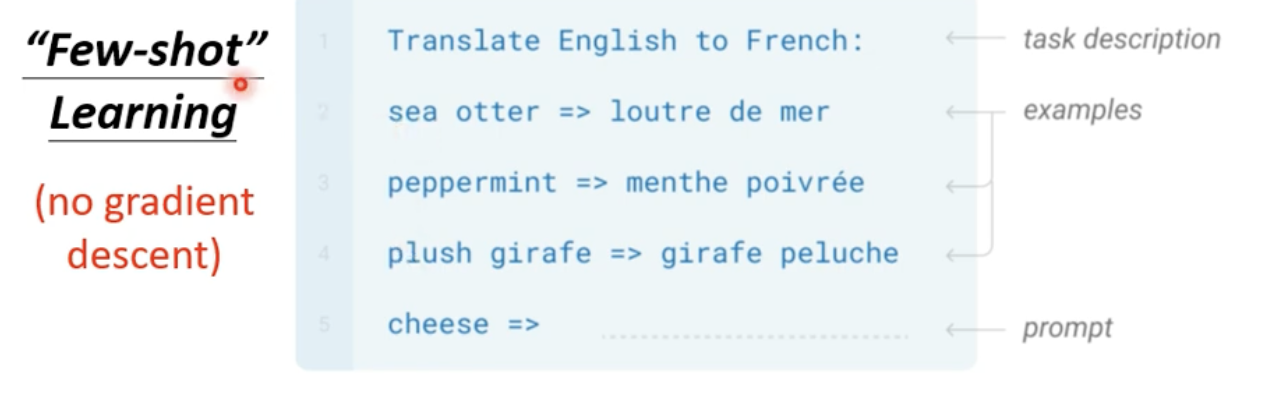 “Few-shot”
Learning
(no gradient
descent)
1 Translate English to French: task description
2 sea otter => loutre de mer examples
3 peppermint => menthe poivrée
4 plush girafe => girafe peluche
5 cheese => prompt